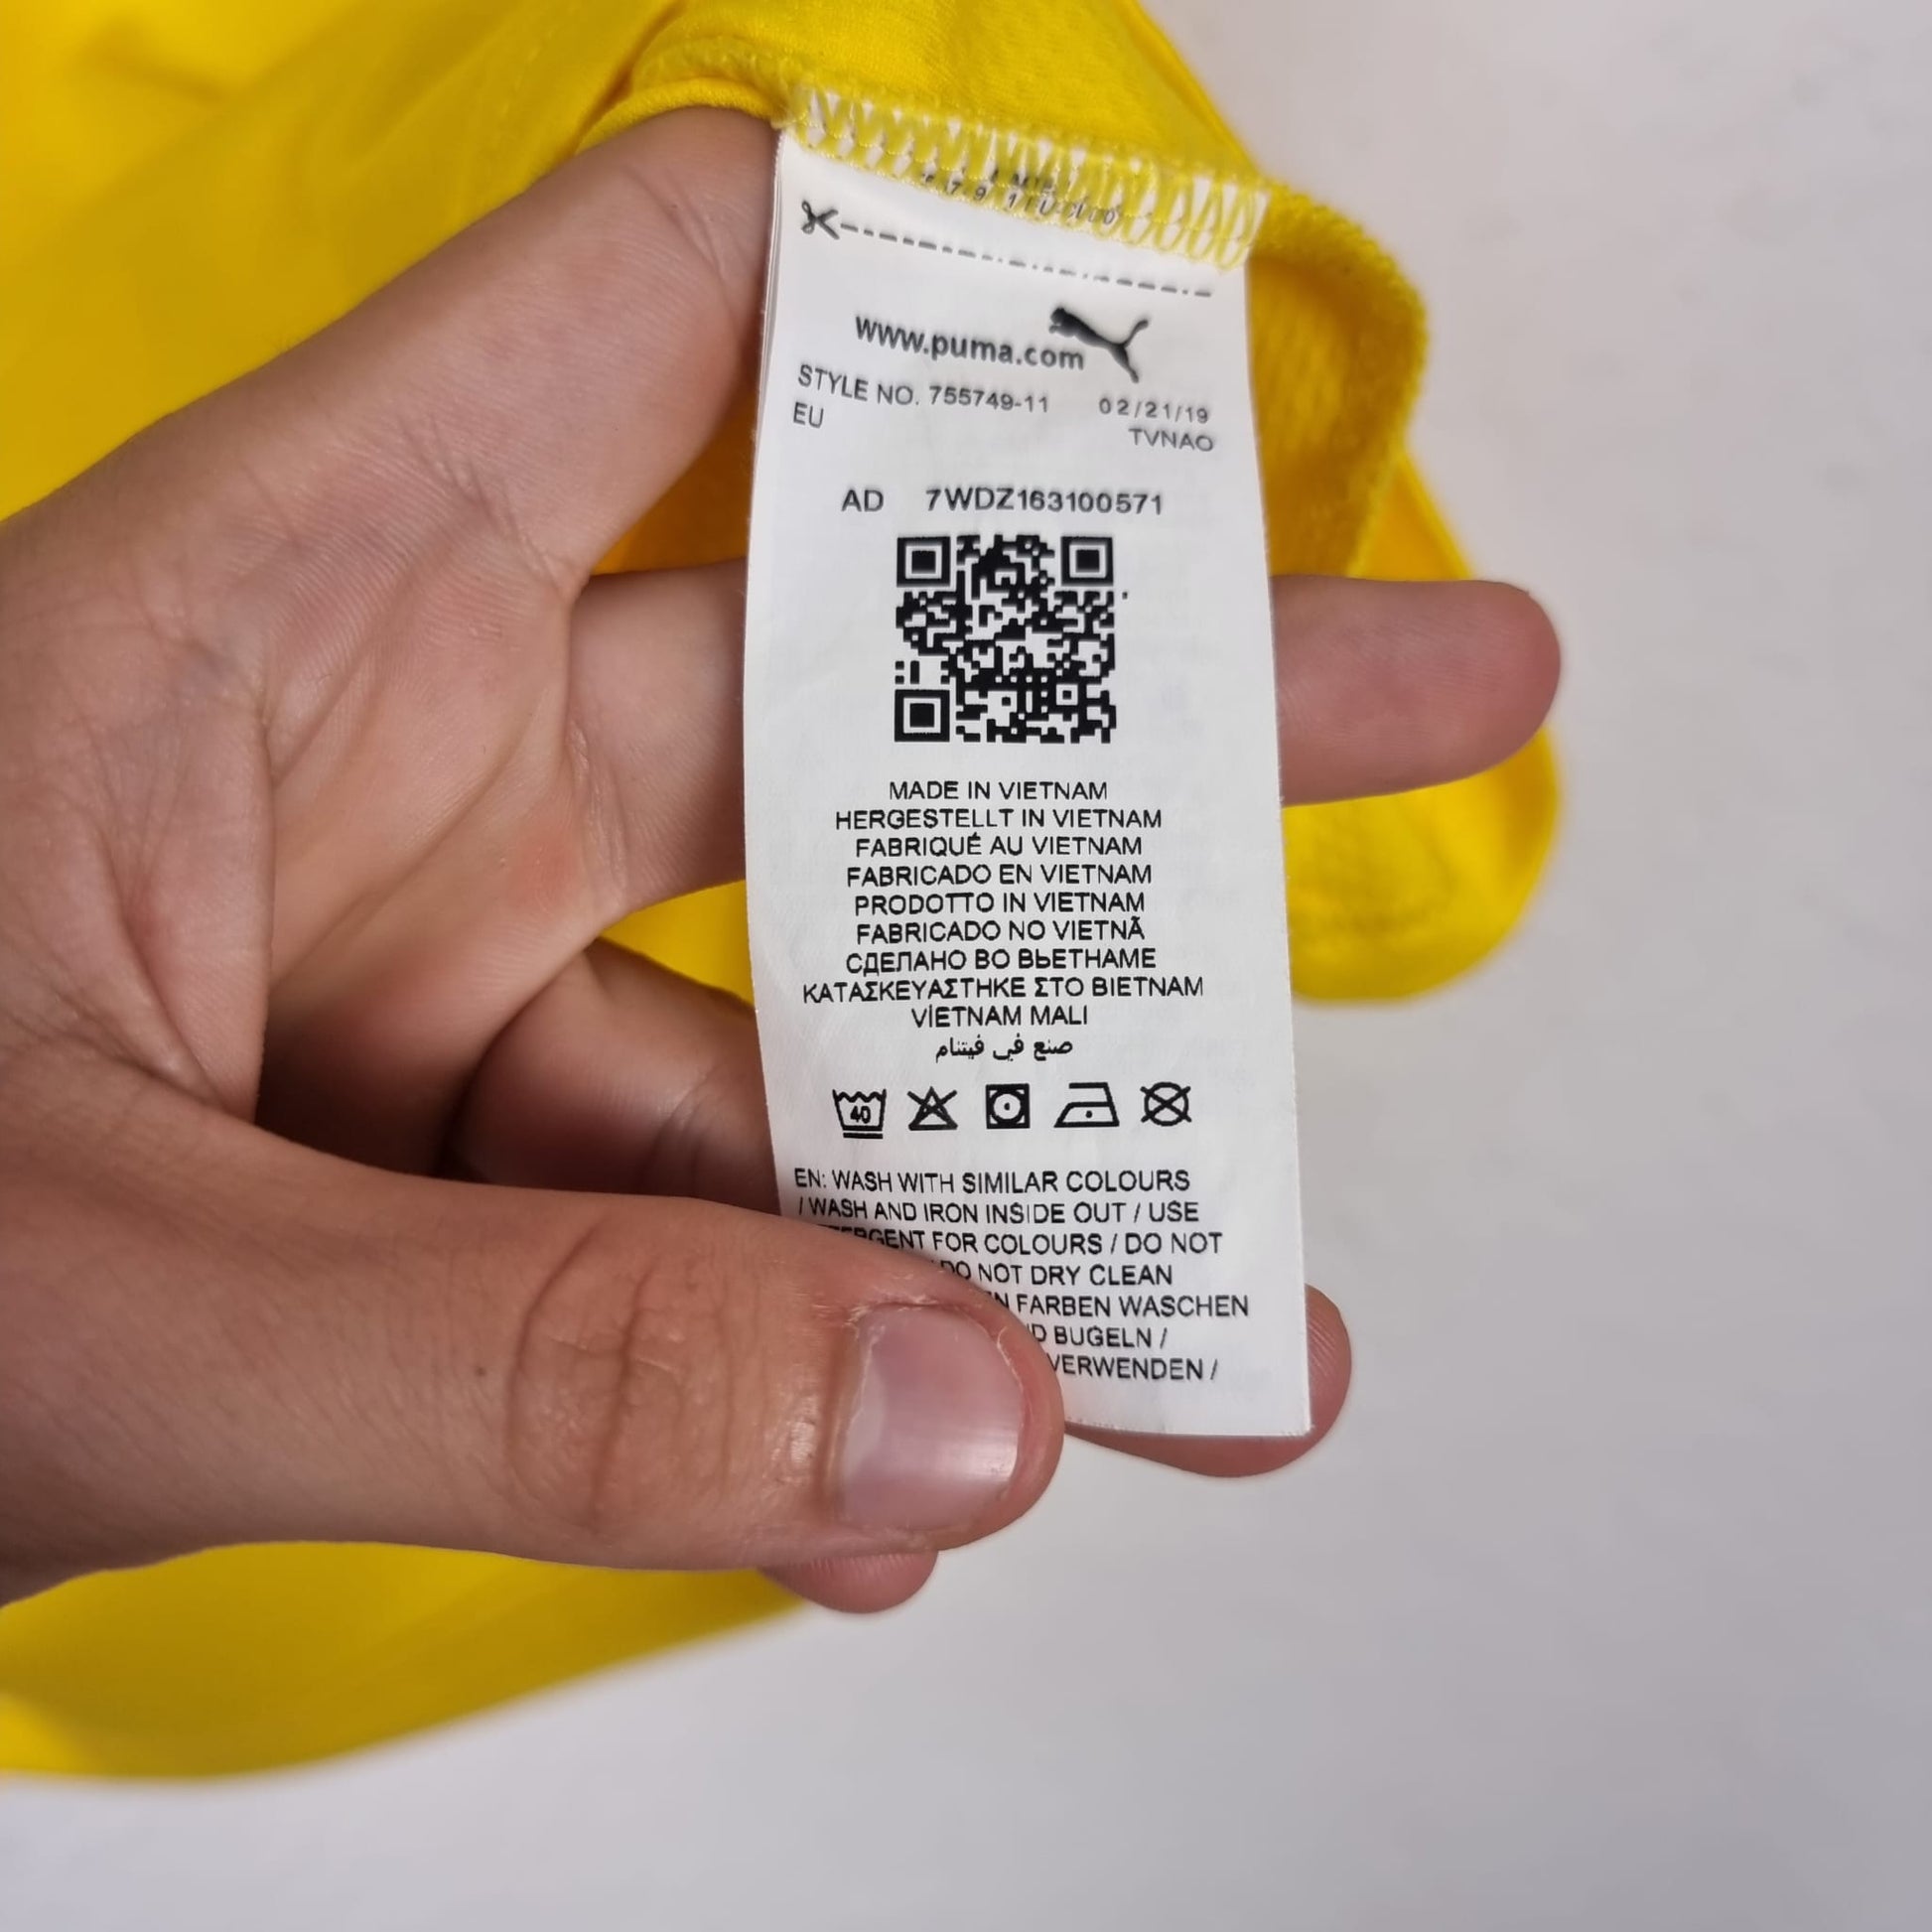 www.puma.com
STYLE NO. 755749-11 02/21/19
EU TVNAO
AD 7WDZ163100571
MADE IN VIETNAM
HERGESTELLT IN VIETNAM
FABRIQUÉ AU VIETNAM
FABRICADO EN VIETNAM
PRODOTTO IN VIETNAM
FABRICADO NO VIETNÃ
СДЕЛАНО ВО ВЬЕТНАМЕ
ΚΑΤΑΣΚΕΥΑΣΤΗΚΕ ΣΤΟ ΒΙΕΤΝΑΜ
VİETNAM MALI
صنع في فيتنام
40
EN: WASH WITH SIMILAR COLOURS
/ WASH AND IRON INSIDE OUT / USE
FOR COLOURS / DO NOT
DO NOT DRY CLEAN
FARBEN WASCHEN
BÜGELN /
VERWENDEN /